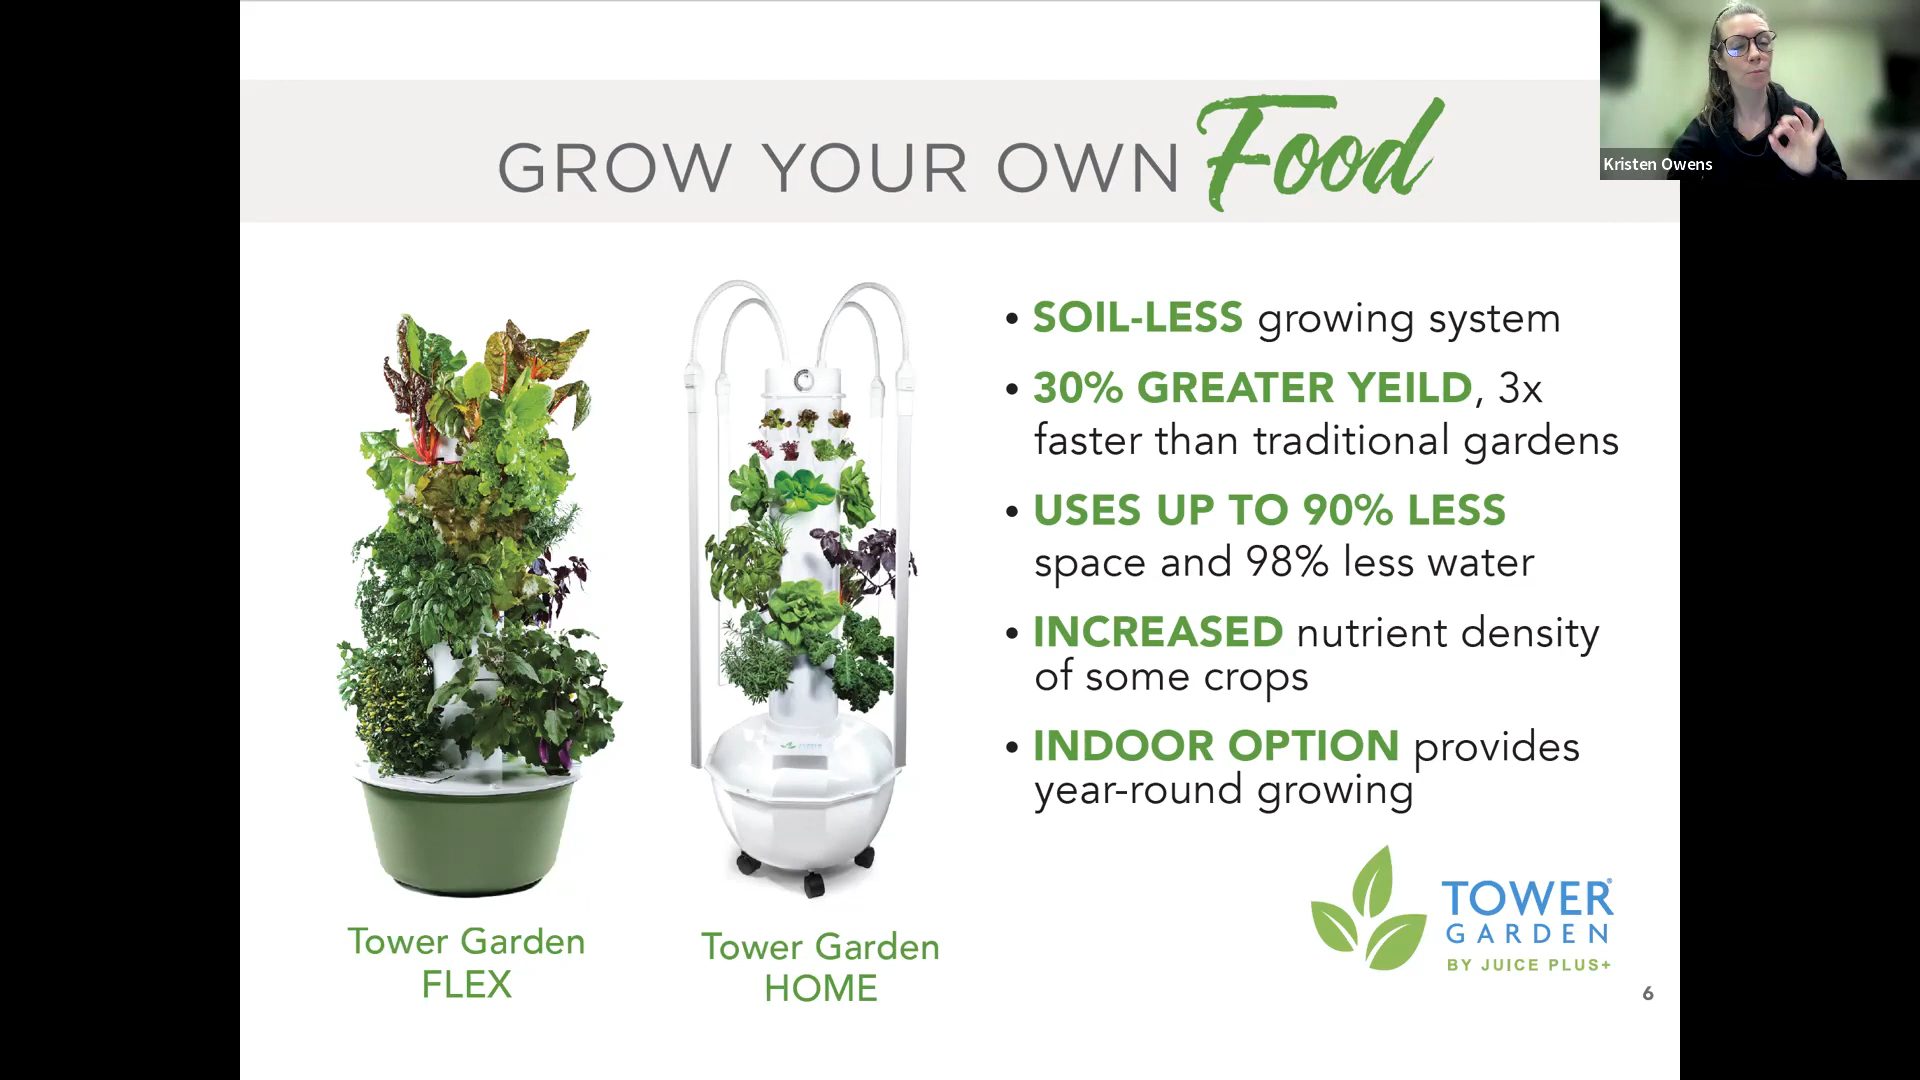 GROW YOUR OWN Food
Kristen Owens
• SOIL-LESS growing system
• 30% GREATER YEILD, 3x
faster than traditional gardens
• USES UP TO 90% LESS
space and 98% less water
• INCREASED nutrient density
of some crops
• INDOOR OPTION provides
year-round growing
Tower Garden
FLEX
Tower Garden
HOME
TOWER®
GARDEN
BY JUICE PLUS+
6